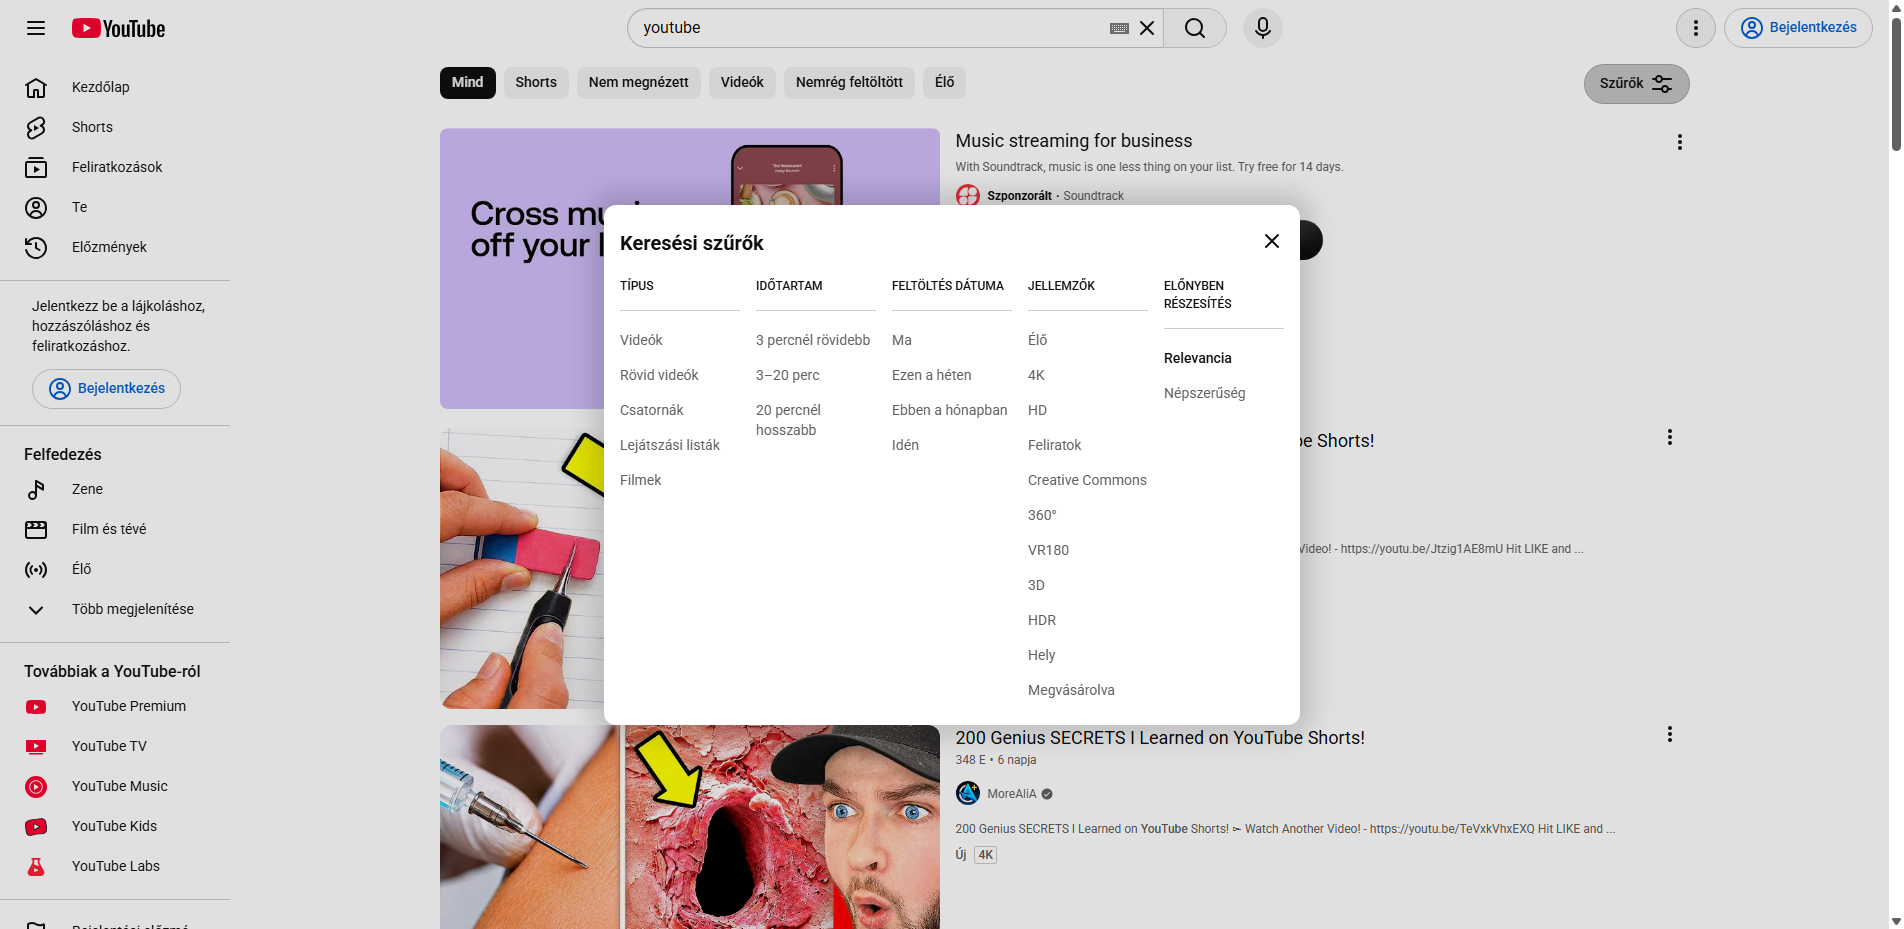 YouTube
youtube
Bejelentkezés
Kezdőlap
Shorts
Feliratkozások
Te
Előzmények
Jelentkezz be a lájkoláshoz,
hozzászóláshoz és
feliratkozáshoz.
Bejelentkezés
Felfedezés
Zene
Film és tévé
Élő
Több megjelenítése
Továbbiak a YouTube-ról
YouTube Premium
YouTube TV
YouTube Music
YouTube Kids
YouTube Labs
Mind
Shorts
Nem megnézett
Videók
Nemrég feltöltött
Élő
Szűrők
Cross mu
off your
Music streaming for business
With Soundtrack, music is one less thing on your list. Try free for 14 days.
Szponzorált · Soundtrack
Keresési szűrők
TÍPUS
Videók
Rövid videók
Csatornák
Lejátszási listák
Filmek
IDŐTARTAM
3 percnél rövidebb
3–20 perc
20 percnél
hosszabb
FELTÖLTÉS DÁTUMA
Ma
Ezen a héten
Ebben a hónapban
Idén
JELLEMZŐK
Élő
4K
HD
Feliratok
Creative Commons
360°
VR180
3D
HDR
Hely
Megvásárolva
ELŐNYBEN
RÉSZESÍTÉS
Relevancia
Népszerűség
be Shorts!
Video! - https://youtu.be/Jtzig1AE8mU Hit LIKE and ...
200 Genius SECRETS I Learned on YouTube Shorts!
348 E • 6 napja
MoreAliA
200 Genius SECRETS I Learned on YouTube Shorts! ➛ Watch Another Video! - https://youtu.be/TeVxkVhxEXQ Hit LIKE and ...
Új 4K